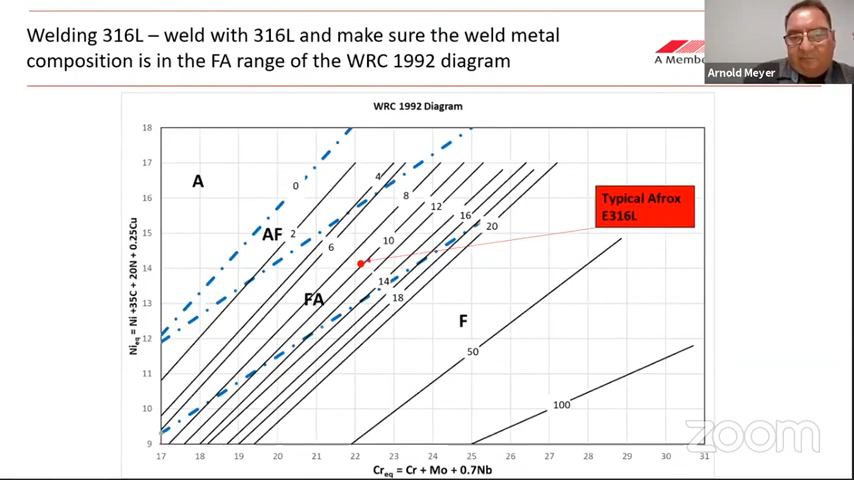 Welding 316L – weld with 316L and make sure the weld metal
composition is in the FA range of the WRC 1992 diagram
A Membe
Arnold Meyer
WRC 1992 Diagram
18
17
16
15
14
13
12
11
10
9
Nieq = Ni +35C + 20N + 0.25Cu
A
AF
FA
F
0
2
4
6
8
10
12
14
16
18
20
50
100
Typical Afrox
E316L
17 18 19 20 21 22 23 24 25 26 27 28 29 30 31
Creq = Cr + Mo + 0.7Nb
zoom